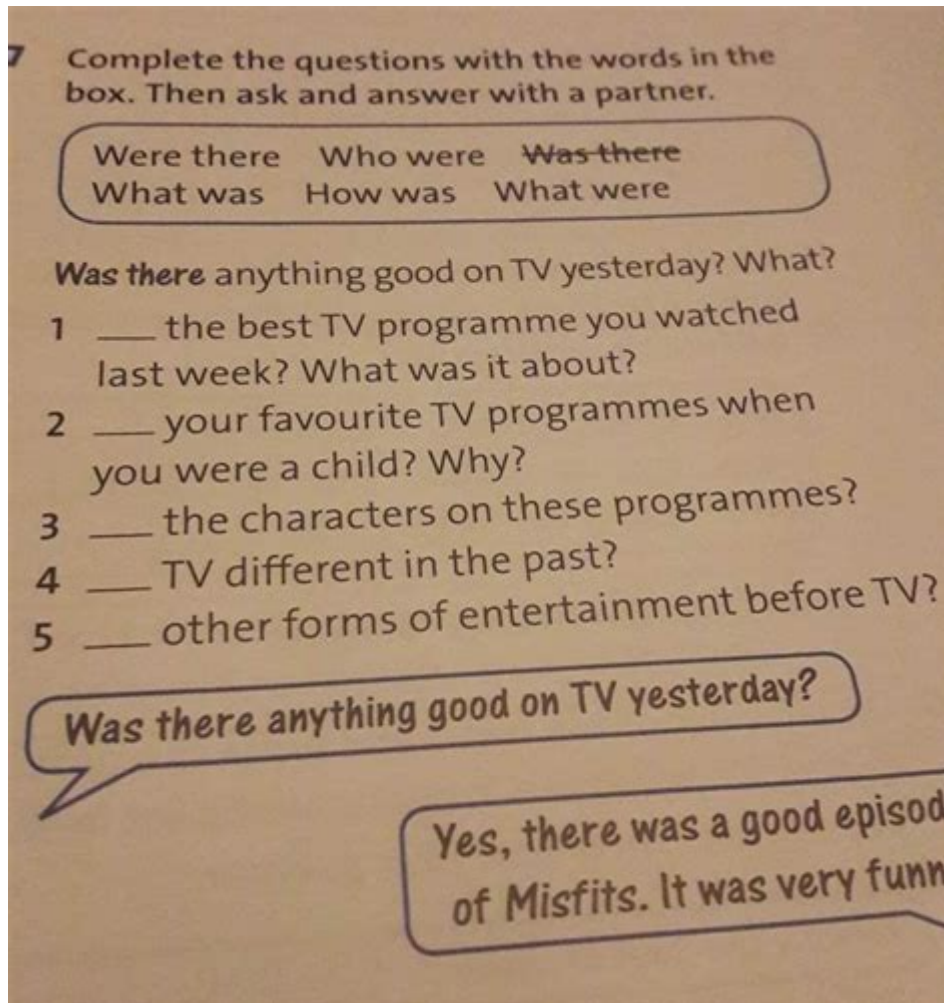 7 Complete the questions with the words in the
box. Then ask and answer with a partner.
Were there Who were Was there
What was How was What were
Was there anything good on TV yesterday? What?
1 ___ the best TV programme you watched
last week? What was it about?
2 ___ your favourite TV programmes when
you were a child? Why?
3 ___ the characters on these programmes?
4 ___ TV different in the past?
5 ___ other forms of entertainment before TV?
Was there anything good on TV yesterday?
Yes, there was a good episod
of Misfits. It was very funn